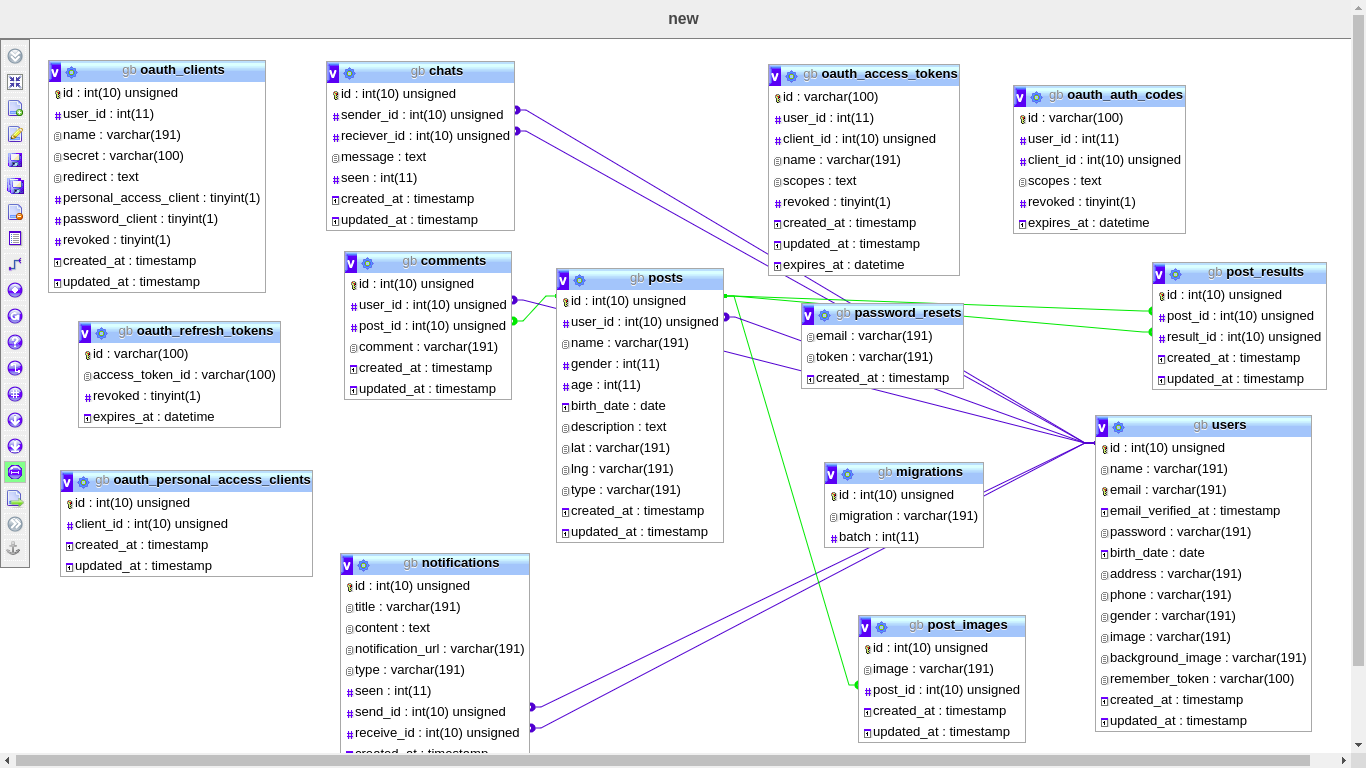 new
gb oauth_clients
id : int(10) unsigned
user_id : int(11)
name : varchar(191)
secret : varchar(100)
redirect : text
personal_access_client : tinyint(1)
password_client : tinyint(1)
revoked : tinyint(1)
created_at : timestamp
updated_at : timestamp
gb chats
id : int(10) unsigned
sender_id : int(10) unsigned
reciever_id : int(10) unsigned
message : text
seen : int(11)
created_at : timestamp
updated_at : timestamp
gb oauth_access_tokens
id : varchar(100)
user_id : int(11)
client_id : int(10) unsigned
name : varchar(191)
scopes : text
revoked : tinyint(1)
created_at : timestamp
updated_at : timestamp
expires_at : datetime
gb oauth_auth_codes
id : varchar(100)
user_id : int(11)
client_id : int(10) unsigned
scopes : text
revoked : tinyint(1)
expires_at : datetime
gb comments
id : int(10) unsigned
user_id : int(10) unsigned
post_id : int(10) unsigned
comment : varchar(191)
created_at : timestamp
updated_at : timestamp
gb posts
id : int(10) unsigned
user_id : int(10) unsigned
name : varchar(191)
gender : int(11)
age : int(11)
birth_date : date
description : text
lat : varchar(191)
lng : varchar(191)
type : varchar(191)
created_at : timestamp
updated_at : timestamp
gb password_resets
email : varchar(191)
token : varchar(191)
created_at : timestamp
gb post_results
id : int(10) unsigned
post_id : int(10) unsigned
result_id : int(10) unsigned
created_at : timestamp
updated_at : timestamp
gb oauth_refresh_tokens
id : varchar(100)
access_token_id : varchar(100)
revoked : tinyint(1)
expires_at : datetime
gb oauth_personal_access_clients
id : int(10) unsigned
client_id : int(10) unsigned
created_at : timestamp
updated_at : timestamp
gb notifications
id : int(10) unsigned
title : varchar(191)
content : text
notification_url : varchar(191)
type : varchar(191)
seen : int(11)
send_id : int(10) unsigned
receive_id : int(10) unsigned
created_at : timestamp
gb migrations
id : int(10) unsigned
migration : varchar(191)
batch : int(11)
gb post_images
id : int(10) unsigned
image : varchar(191)
post_id : int(10) unsigned
created_at : timestamp
updated_at : timestamp
gb users
id : int(10) unsigned
name : varchar(191)
email : varchar(191)
email_verified_at : timestamp
password : varchar(191)
birth_date : date
address : varchar(191)
phone : varchar(191)
gender : varchar(191)
image : varchar(191)
background_image : varchar(191)
remember_token : varchar(100)
created_at : timestamp
updated_at : timestamp